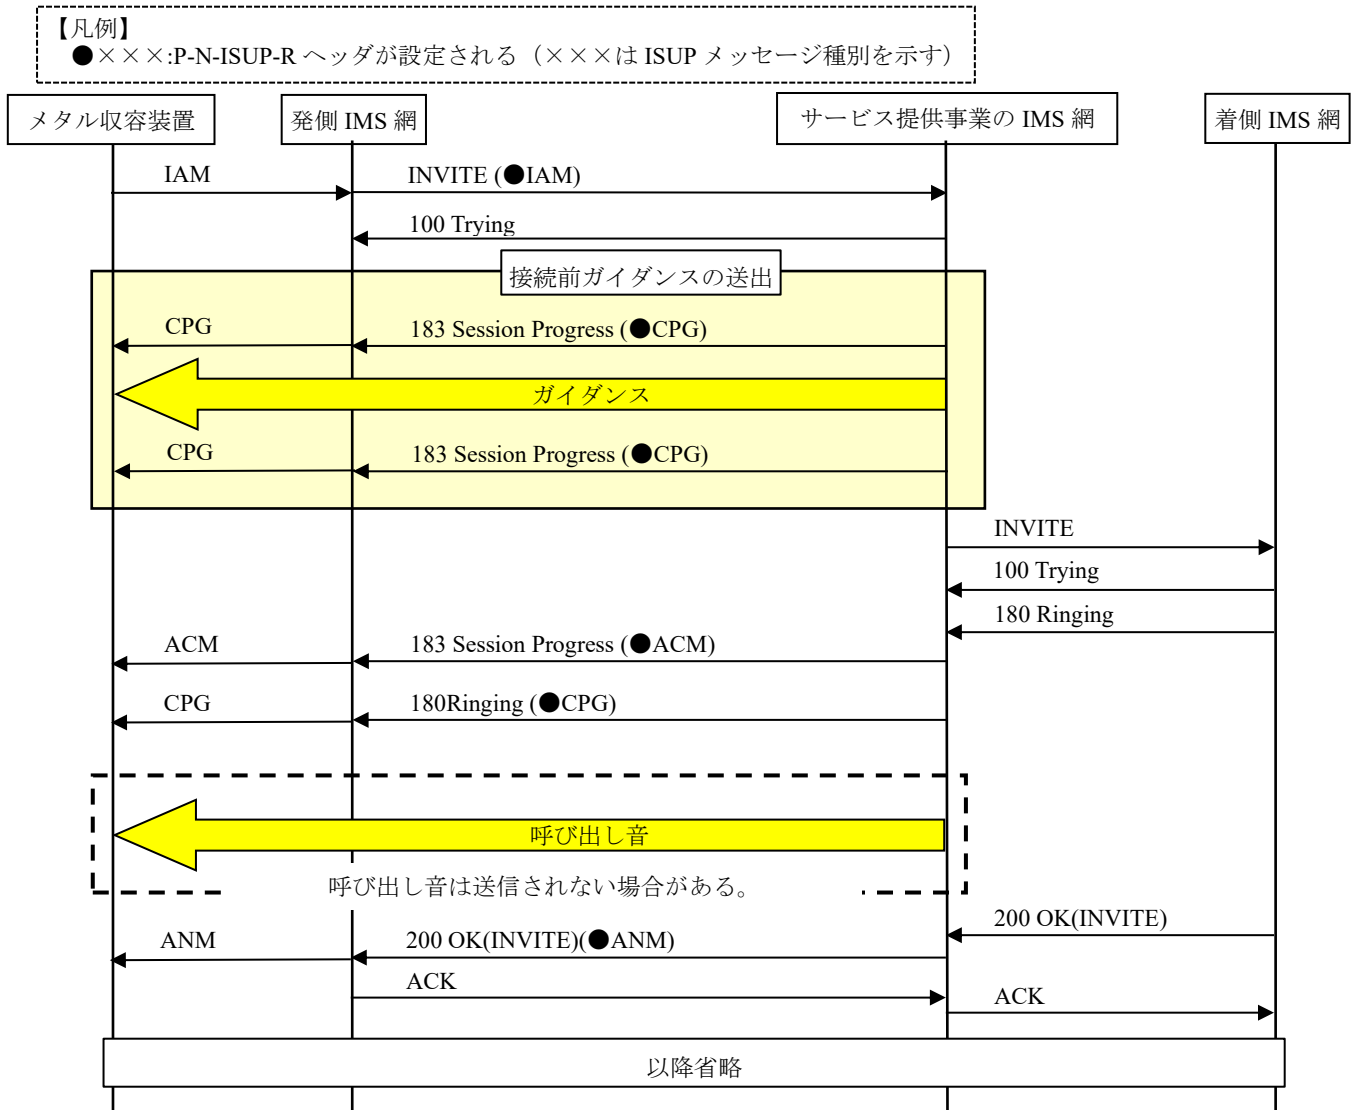 【凡例】
●×××:P-N-ISUP-R ヘッダが設定される（×××は ISUP メッセージ種別を示す）
メタル収容装置
発側 IMS 網
サービス提供事業の IMS 網
着側 IMS 網
IAM
INVITE (●IAM)
100 Trying
接続前ガイダンスの送出
CPG
183 Session Progress (●CPG)
ガイダンス
CPG
183 Session Progress (●CPG)
INVITE
100 Trying
180 Ringing
ACM
183 Session Progress (●ACM)
CPG
180Ringing (●CPG)
呼び出し音
呼び出し音は送信されない場合がある。
200 OK(INVITE)
ANM
200 OK(INVITE)(●ANM)
ACK
ACK
以降省略